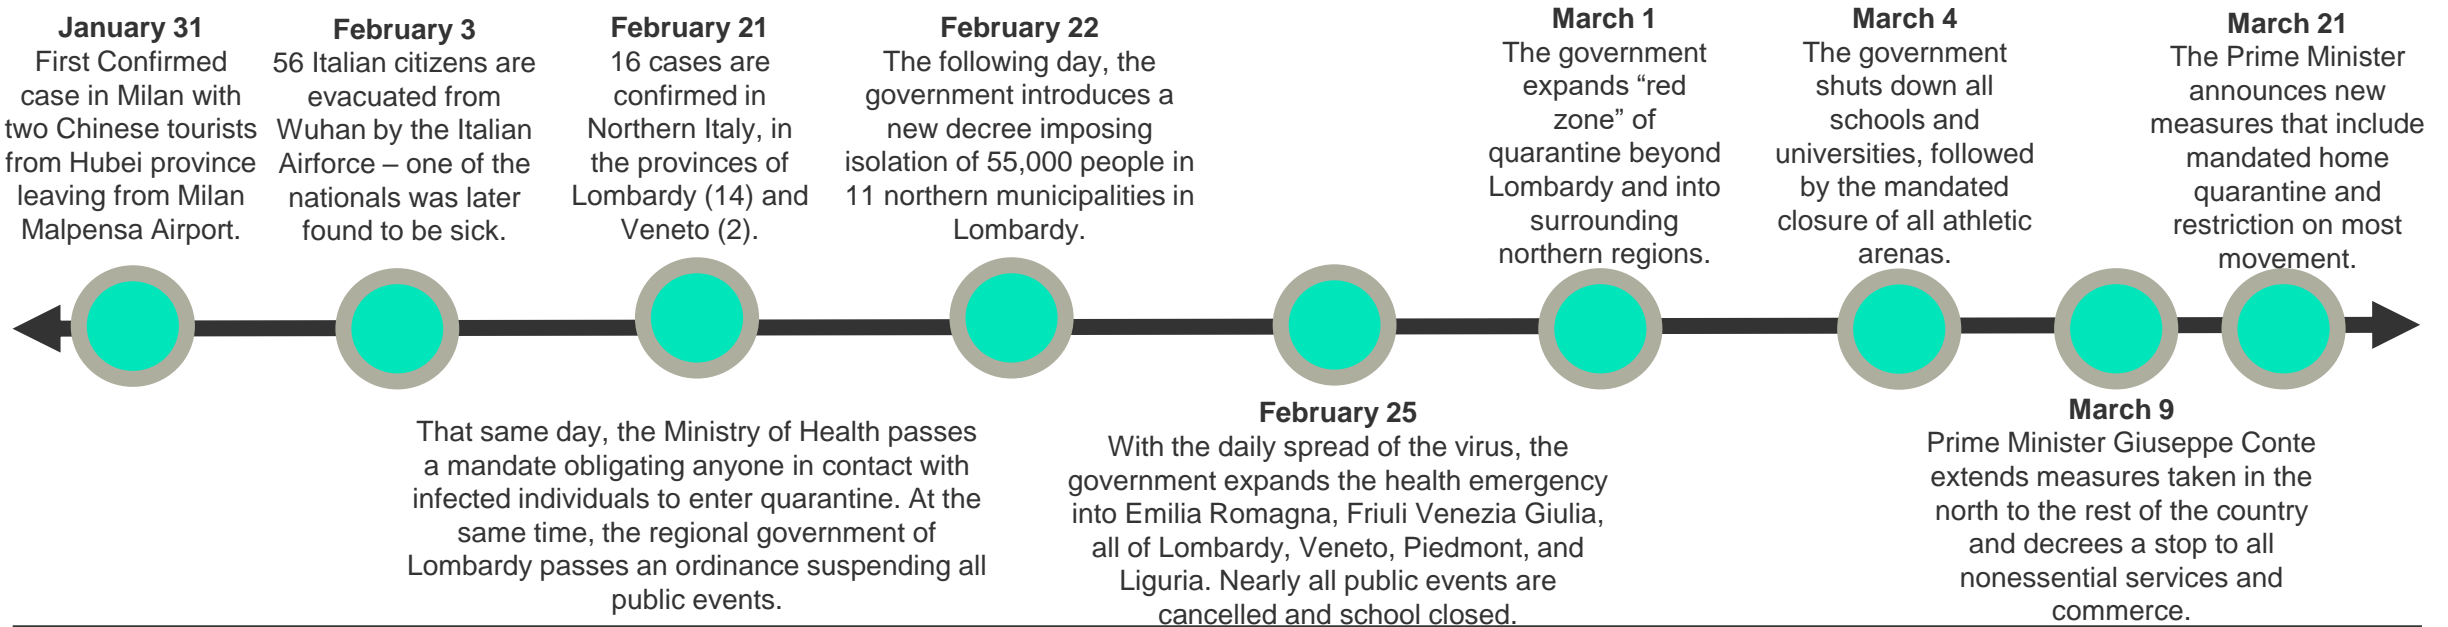 January 31
First Confirmed
case in Milan with
two Chinese tourists
from Hubei province
leaving from Milan
Malpensa Airport.
February 3
56 Italian citizens are
evacuated from
Wuhan by the Italian
Airforce – one of the
nationals was later
found to be sick.
February 21
16 cases are
confirmed in
Northern Italy, in
the provinces of
Lombardy (14) and
Veneto (2).
That same day, the Ministry of Health passes
a mandate obligating anyone in contact with
infected individuals to enter quarantine. At the
same time, the regional government of
Lombardy passes an ordinance suspending all
public events.
February 22
The following day, the
government introduces a
new decree imposing
isolation of 55,000 people in
11 northern municipalities in
Lombardy.
February 25
With the daily spread of the virus, the
government expands the health emergency
into Emilia Romagna, Friuli Venezia Giulia,
all of Lombardy, Veneto, Piedmont, and
Liguria. Nearly all public events are
cancelled and school closed.
March 1
The government
expands “red
zone” of
quarantine beyond
Lombardy and into
surrounding
northern regions.
March 4
The government
shuts down all
schools and
universities, followed
by the mandated
closure of all athletic
arenas.
March 9
Prime Minister Giuseppe Conte
extends measures taken in the
north to the rest of the country
and decrees a stop to all
nonessential services and
commerce.
March 21
The Prime Minister
announces new
measures that include
mandated home
quarantine and
restriction on most
movement.